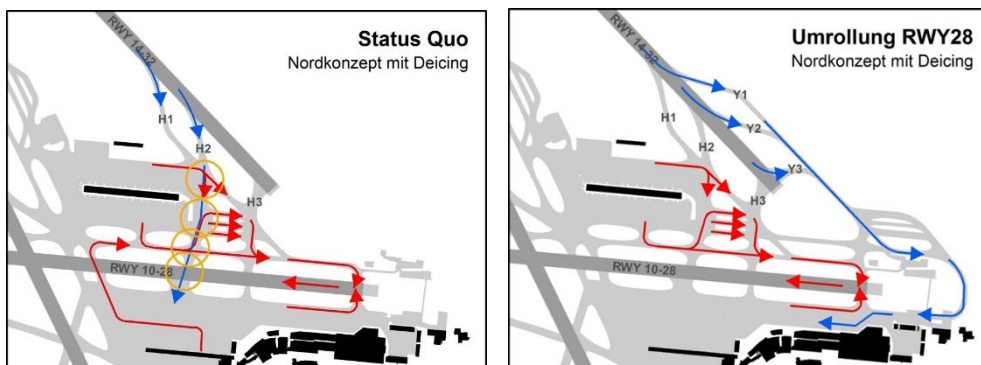 Status Quo
Nordkonzept mit Deicing
RWY 14-32
H1
H2
H3
RWY 10-28
Umrollung RWY28
Nordkonzept mit Deicing
RWY 14-32
Y1
H1
Y2
H2
Y3
H3
RWY 10-28